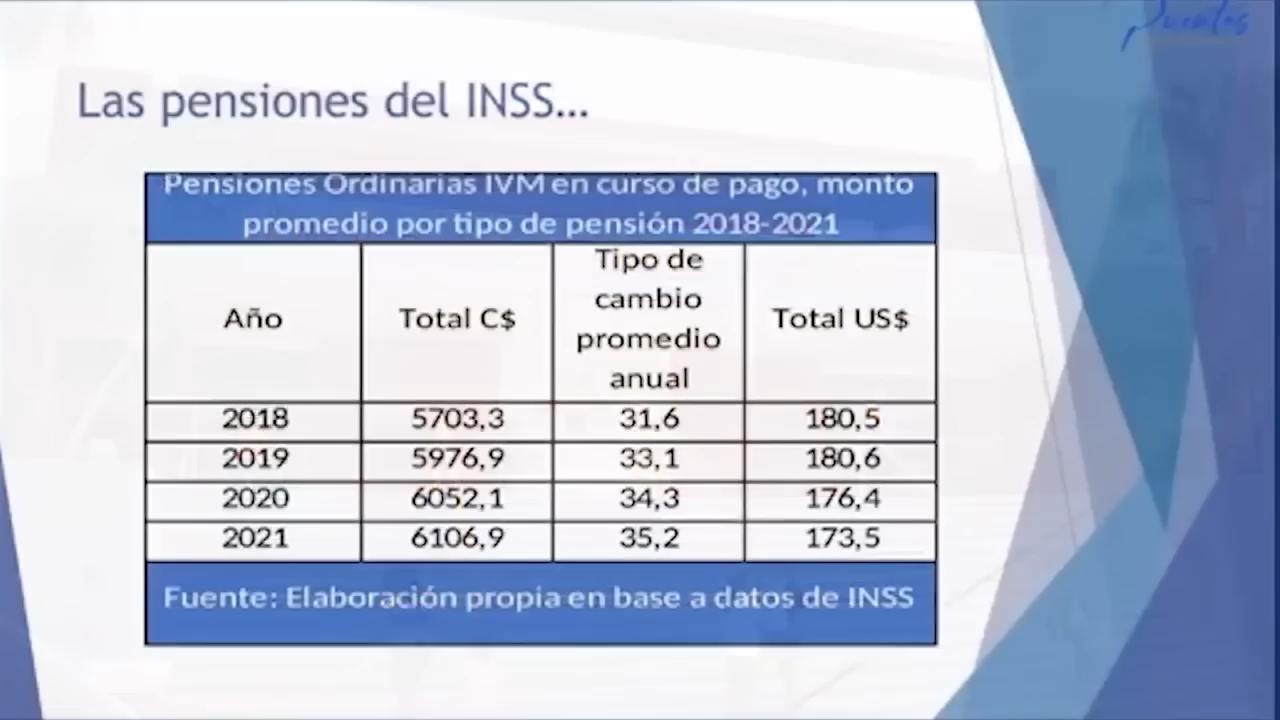 Puentes
Las pensiones del INSS...
Pensiones Ordinarias IVM en curso de pago, monto
promedio por tipo de pensión 2018-2021
Año
Total C$
Tipo de
cambio
promedio
anual
Total US$
2018 5703,3 31,6 180,5
2019 5976,9 33,1 180,6
2020 6052,1 34,3 176,4
2021 6106,9 35,2 173,5
Fuente: Elaboración propia en base a datos de INSS